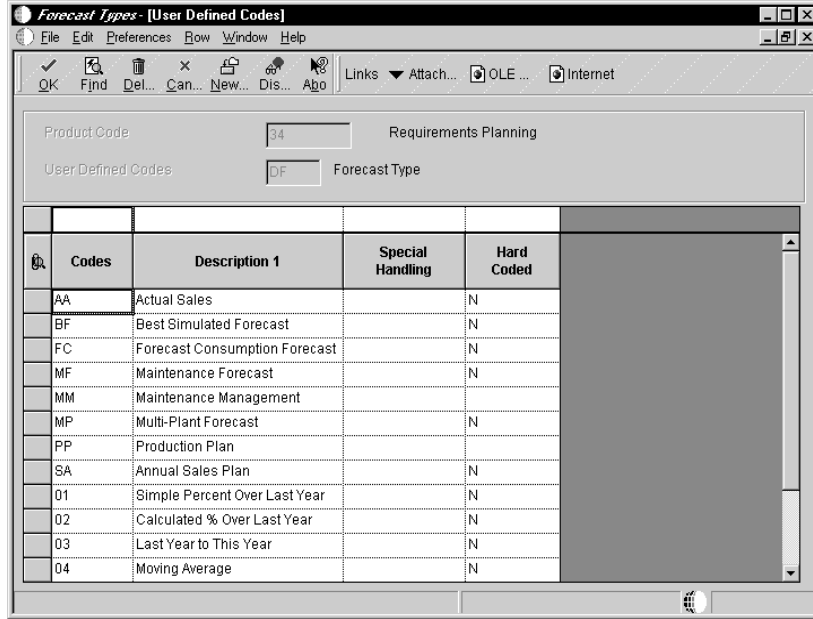 Forecast Types - [User Defined Codes]
File Edit Preferences Row Window Help
OK Find Del... Can... New... Dis... Abo Links Attach... OLE ... Internet
Product Code 34 Requirements Planning
User Defined Codes DF Forecast Type
Codes Description 1 Special Handling Hard Coded
AA Actual Sales N
BF Best Simulated Forecast N
FC Forecast Consumption Forecast N
MF Maintenance Forecast N
MM Maintenance Management
MP Multi-Plant Forecast N
PP Production Plan
SA Annual Sales Plan N
01 Simple Percent Over Last Year N
02 Calculated % Over Last Year N
03 Last Year to This Year N
04 Moving Average N